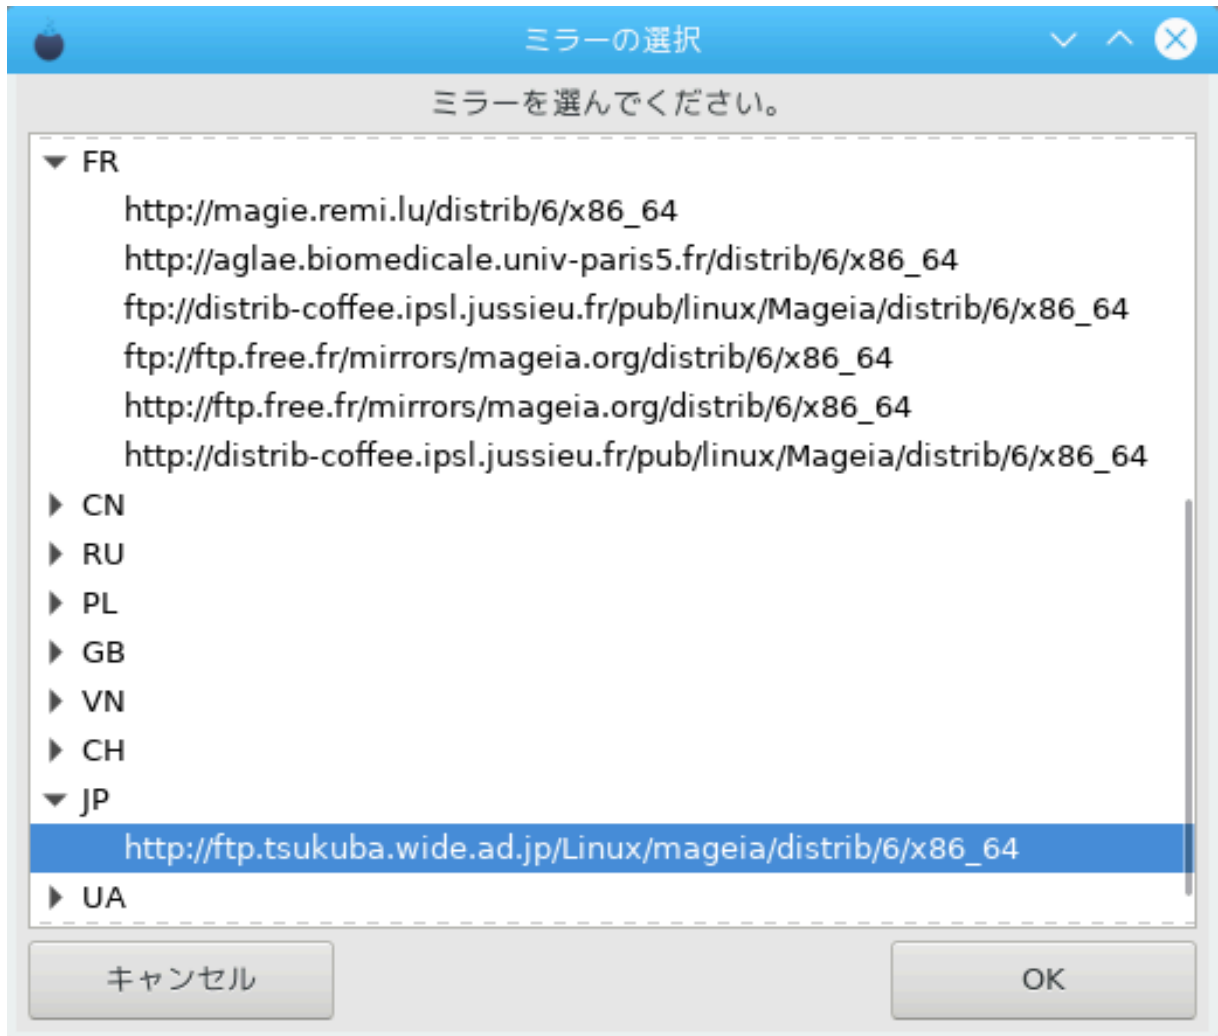 ミラーの選択
ミラーを選んでください。
FR
http://magie.remi.lu/distrib/6/x86_64
http://aglae.biomedicale.univ-paris5.fr/distrib/6/x86_64
ftp://distrib-coffee.ipsl.jussieu.fr/pub/linux/Mageia/distrib/6/x86_64
ftp://ftp.free.fr/mirrors/mageia.org/distrib/6/x86_64
http://ftp.free.fr/mirrors/mageia.org/distrib/6/x86_64
http://distrib-coffee.ipsl.jussieu.fr/pub/linux/Mageia/distrib/6/x86_64
CN
RU
PL
GB
VN
CH
JP
http://ftp.tsukuba.wide.ad.jp/Linux/mageia/distrib/6/x86_64
UA
キャンセル
OK